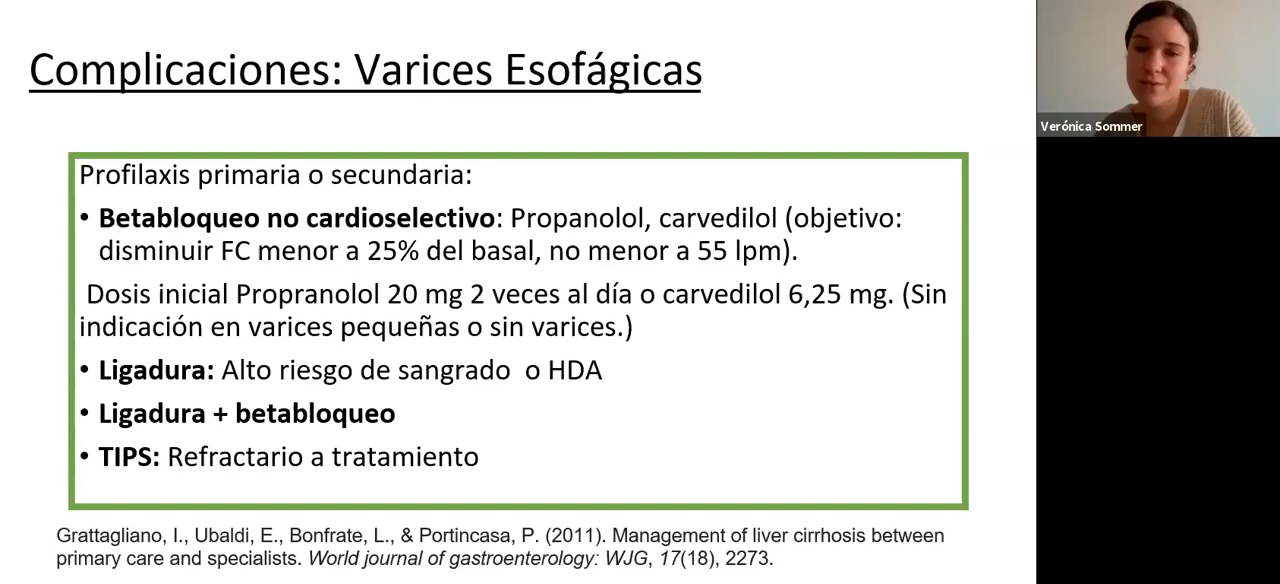 Complicaciones: Varices Esofágicas
Verónica Sommer
Profilaxis primaria o secundaria:
• Betabloqueo no cardioselectivo: Propanolol, carvedilol (objetivo:
disminuir FC menor a 25% del basal, no menor a 55 lpm).
Dosis inicial Propranolol 20 mg 2 veces al día o carvedilol 6,25 mg. (Sin
indicación en varices pequeñas o sin varices.)
• Ligadura: Alto riesgo de sangrado o HDA
• Ligadura + betabloqueo
• TIPS: Refractario a tratamiento
Grattagliano, I., Ubaldi, E., Bonfrate, L., & Portincasa, P. (2011). Management of liver cirrhosis between
primary care and specialists. World journal of gastroenterology: WJG, 17(18), 2273.